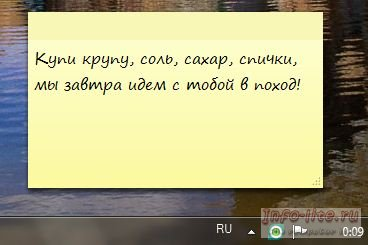 Купи крупу, соль, сахар, спички,
мы завтра идем с тобой в поход!
RU
Info-lite.ru
0:09